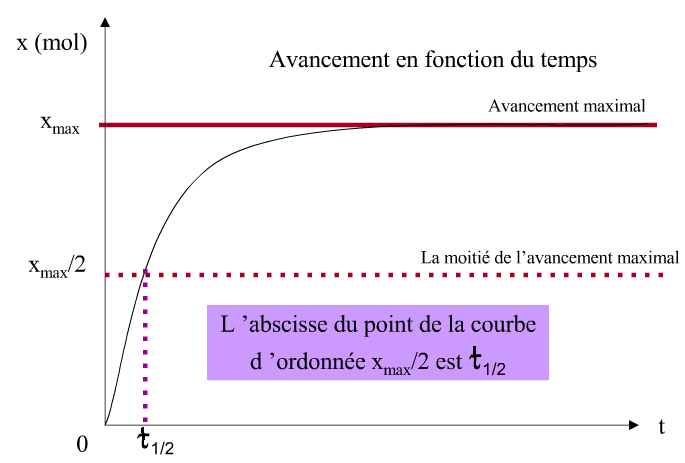 x (mol)
Avancement en fonction du temps
Avancement maximal
xmax
La moitié de l’avancement maximal
xmax/2
L ’abscisse du point de la courbe
d ’ordonnée xmax/2 est t1/2
t
0
t1/2